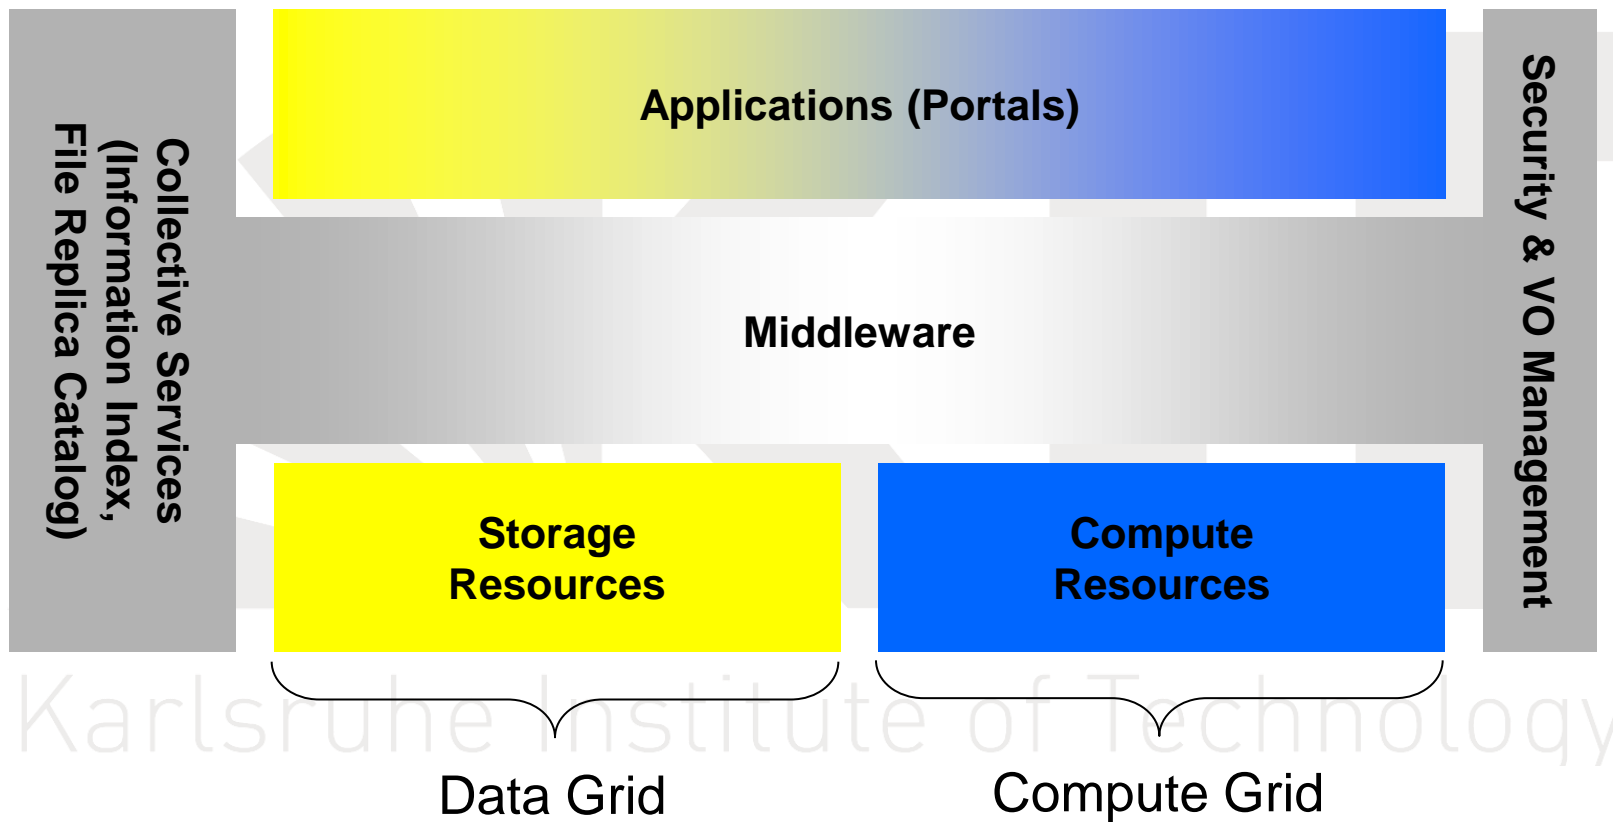 Collective Services
(Information Index,
File Replica Catalog)
Applications (Portals)
Middleware
Storage
Resources
Compute
Resources
Security & VO Management
Karlsruhe Institute of Technology
Data Grid
Compute Grid